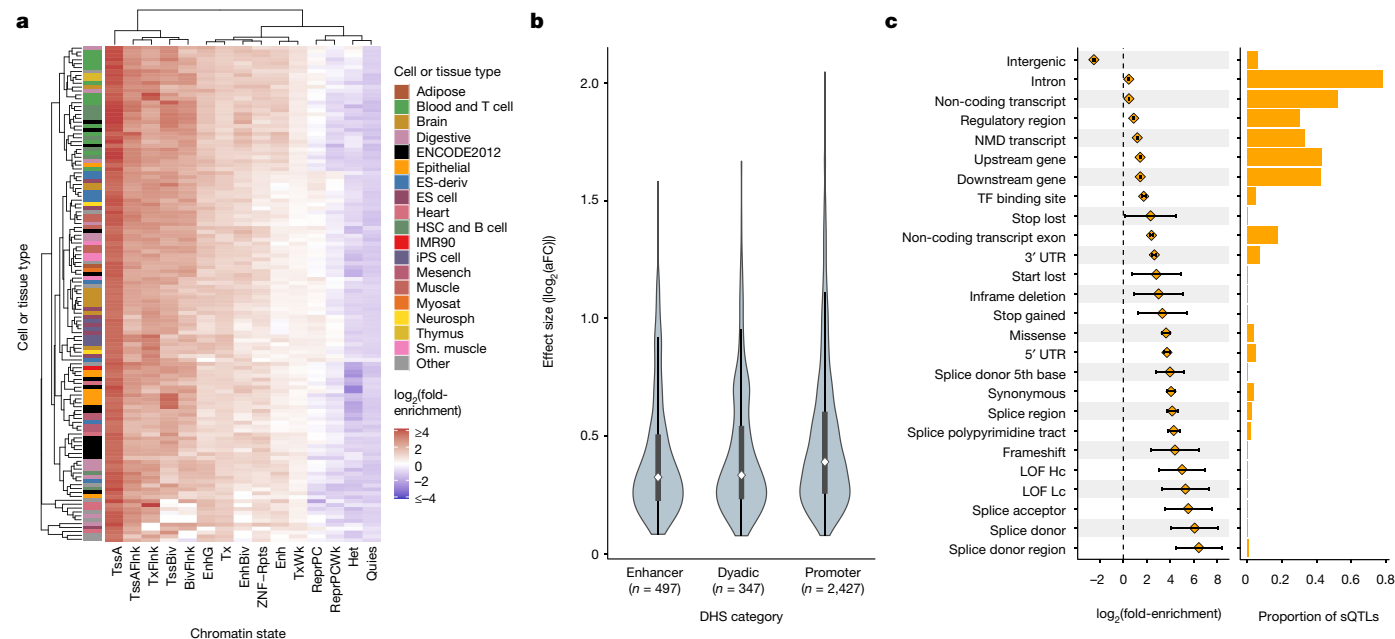 a
Cell or tissue type
TssA
TssAFlnk
TxFlnk
TssBiv
BivFlnk
EnhG
Tx
EnhBiv
ZNF−Rpts
Enh
TxWk
ReprPC
ReprPCWk
Het
Quies
Chromatin state
Cell or tissue type
Adipose
Blood and T cell
Brain
Digestive
ENCODE2012
Epithelial
ES-deriv
ES cell
Heart
HSC and B cell
IMR90
iPS cell
Mesench
Muscle
Myosat
Neurosph
Thymus
Sm. muscle
Other
log2(fold-
enrichment)
≥4
2
0
−2
≤−4
b
Effect size (|log2(aFC)|)
2.0
1.5
1.0
0.5
0
Enhancer
(n = 497)
Dyadic
(n = 347)
Promoter
(n = 2,427)
DHS category
c
Intergenic
Intron
Non-coding transcript
Regulatory region
NMD transcript
Upstream gene
Downstream gene
TF binding site
Stop lost
Non-coding transcript exon
3′ UTR
Start lost
Inframe deletion
Stop gained
Missense
5′ UTR
Splice donor 5th base
Synonymous
Splice region
Splice polypyrimidine tract
Frameshift
LOF Hc
LOF Lc
Splice acceptor
Splice donor
Splice donor region
−2 0 2 4 6 8
log2(fold-enrichment)
0 0.2 0.4 0.6 0.8
Proportion of sQTLs